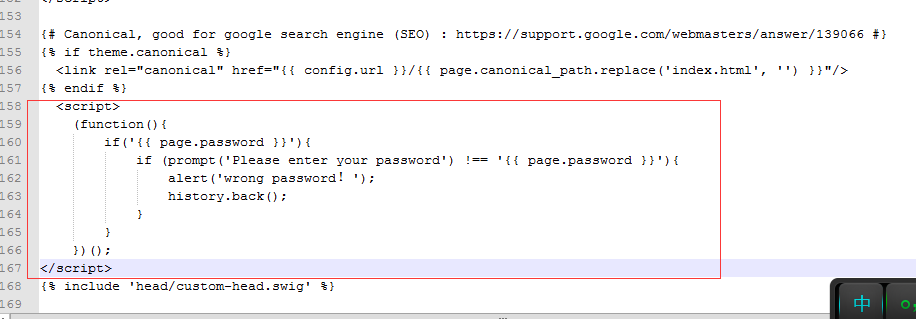 153
154 {# Canonical, good for google search engine (SEO) : https://support.google.com/webmasters/answer/139066 #}
155 {% if theme.canonical %}
156   <link rel="canonical" href="{{ config.url }}/{{ page.canonical_path.replace('index.html', '') }}"/>
157 {% endif %}
158   <script>
159     (function(){
160         if('{{ page.password }}'){
161             if (prompt('Please enter your password') !== '{{ page.password }}'){
162                 alert('wrong password！');
163                 history.back();
164             }
165         }
166     })();
167 </script>
168 {% include 'head/custom-head.swig' %}
169
中